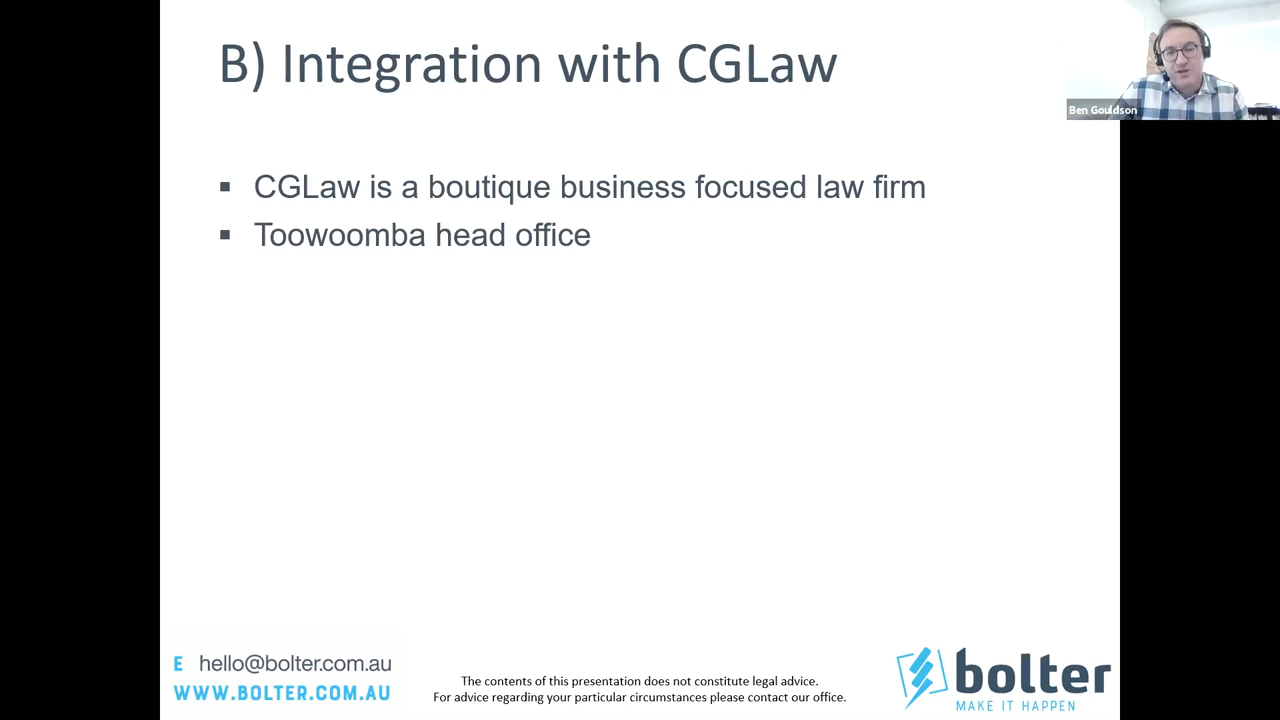 B) Integration with CGLaw
Ben Gouldson
▪ CGLaw is a boutique business focused law firm
▪ Toowoomba head office
E hello@bolter.com.au
WWW.BOLTER.COM.AU
The contents of this presentation does not constitute legal advice.
For advice regarding your particular circumstances please contact our office.
bolter
MAKE IT HAPPEN